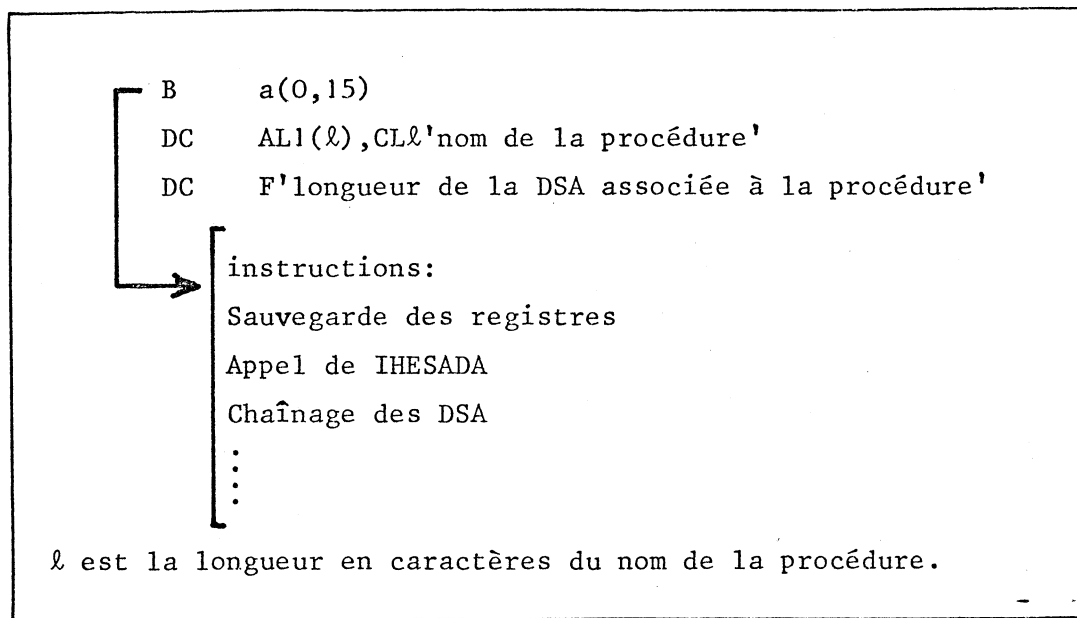 B a(0,15)
DC AL1(ℓ),CLℓ'nom de la procédure'
DC F'longueur de la DSA associée à la procédure'
instructions:
Sauvegarde des registres
Appel de IHESADA
Chaînage des DSA
ℓ est la longueur en caractères du nom de la procédure.